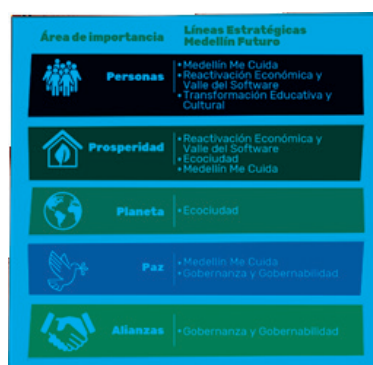 Área de importancia
Líneas Estratégicas
Medellín Futuro
Personas
• Medellín Me Cuida
• Reactivación Económica y
Valle del Software
• Transformación Educativa y
Cultural
Prosperidad
• Reactivación Económica y
Valle del Software
• Ecociudad
• Medellín Me Cuida
Planeta
• Ecociudad
Paz
• Medellín Me Cuida
• Gobernanza y Gobernabilidad
Alianzas
• Gobernanza y Gobernabilidad